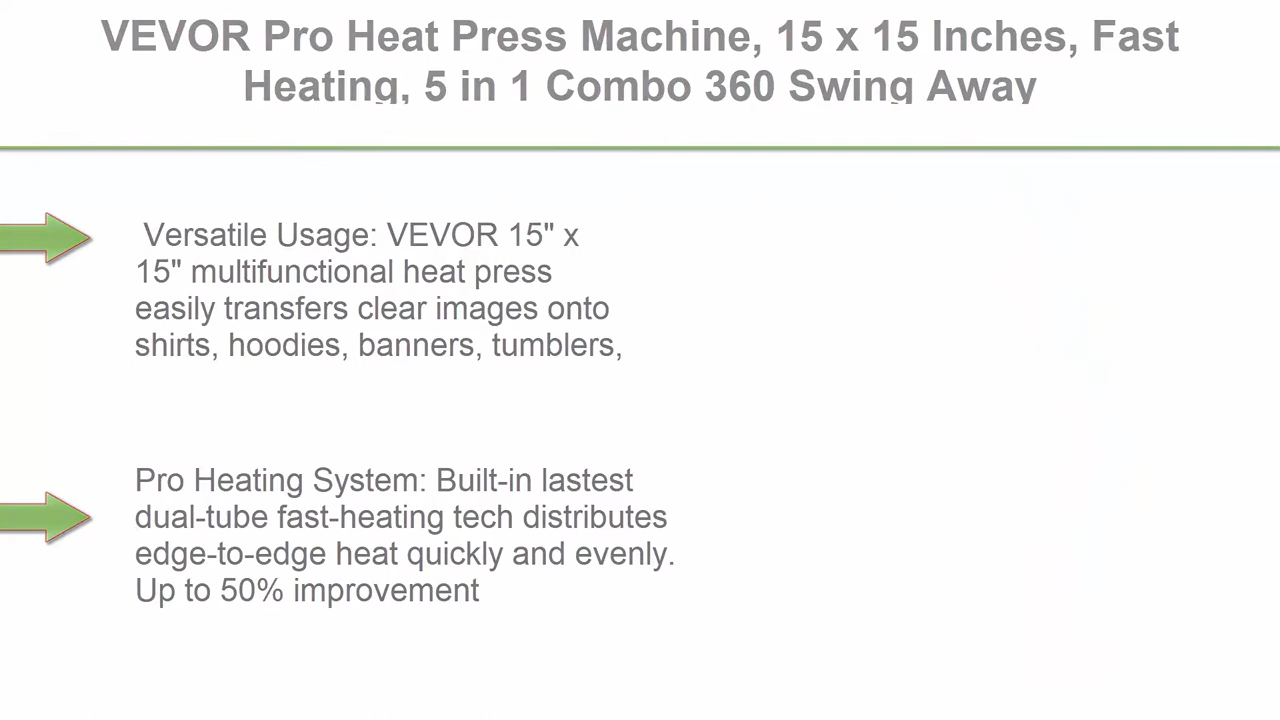 VEVOR Pro Heat Press Machine, 15 x 15 Inches, Fast
Heating, 5 in 1 Combo 360 Swing Away
Versatile Usage: VEVOR 15" x
15" multifunctional heat press
easily transfers clear images onto
shirts, hoodies, banners, tumblers,
Pro Heating System: Built-in lastest
dual-tube fast-heating tech distributes
edge-to-edge heat quickly and evenly.
Up to 50% improvement